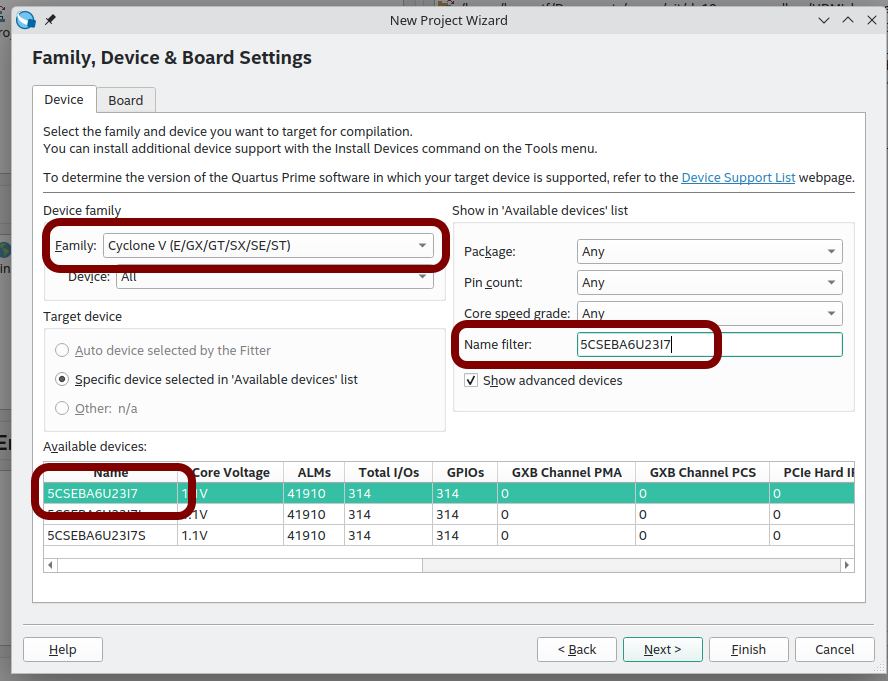 New Project Wizard
Family, Device & Board Settings
Device Board
Select the family and device you want to target for compilation.
You can install additional device support with the Install Devices command on the Tools menu.
To determine the version of the Quartus Prime software in which your target device is supported, refer to the Device Support List webpage.
Device family
Family: Cyclone V (E/GX/GT/SX/SE/ST)
Device: All
Target device
Auto device selected by the Fitter
Specific device selected in 'Available devices' list
Other: n/a
Show in 'Available devices' list
Package: Any
Pin count: Any
Core speed grade: Any
Name filter: 5CSEBA6U23I7
Show advanced devices
Available devices:
Name Core Voltage ALMs Total I/Os GPIOs GXB Channel PMA GXB Channel PCS PCIe Hard IP
5CSEBA6U23I7 1.1V 41910 314 314 0 0 0
1.1V 41910 314 314 0 0 0
5CSEBA6U23I7S 1.1V 41910 314 314 0 0 0
Help < Back Next > Finish Cancel